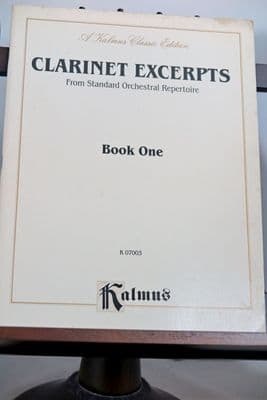 A Kalmus Classic Edition
CLARINET EXCERPTS
From Standard Orchestral Repertoire
Book One
K 07003
Kalmus